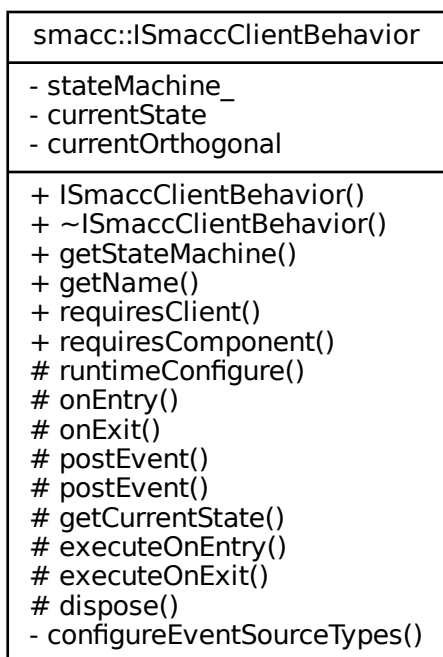 smacc::ISmaccClientBehavior
- stateMachine_
- currentState
- currentOrthogonal
+ ISmaccClientBehavior()
+ ~ISmaccClientBehavior()
+ getStateMachine()
+ getName()
+ requiresClient()
+ requiresComponent()
# runtimeConfigure()
# onEntry()
# onExit()
# postEvent()
# postEvent()
# getCurrentState()
# executeOnEntry()
# executeOnExit()
# dispose()
- configureEventSourceTypes()